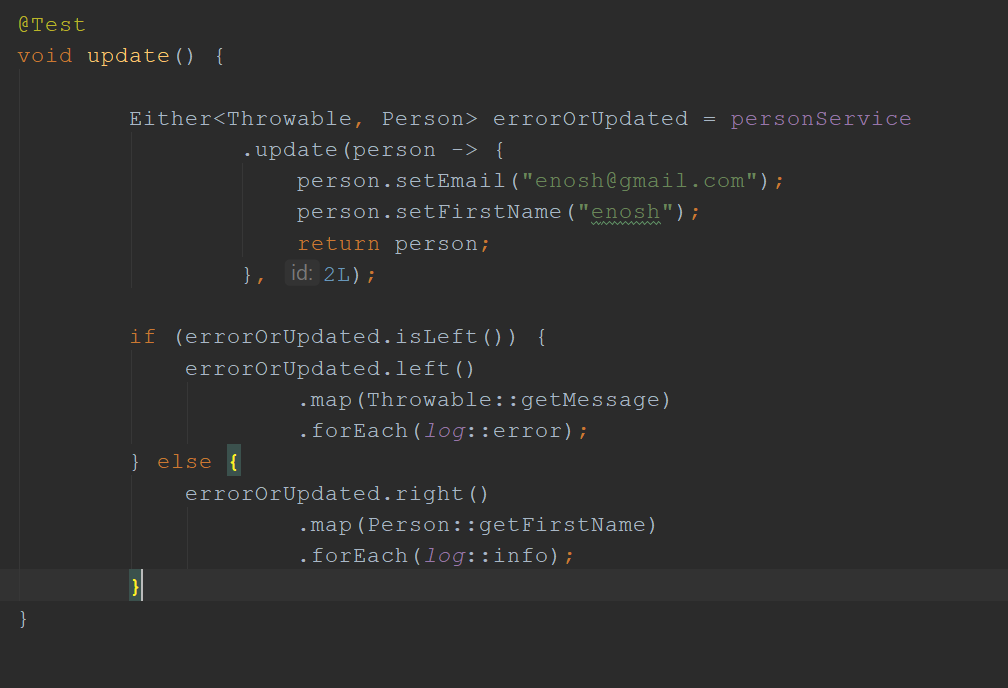 @Test
void update() {
Either<Throwable, Person> errorOrUpdated = personService
.update(person -> {
person.setEmail("enosh@gmail.com");
person.setFirstName("enosh");
return person;
}, id: 2L);
if (errorOrUpdated.isLeft()) {
errorOrUpdated.left()
.map(Throwable::getMessage)
.forEach(log::error);
} else {
errorOrUpdated.right()
.map(Person::getFirstName)
.forEach(log::info);
}
}